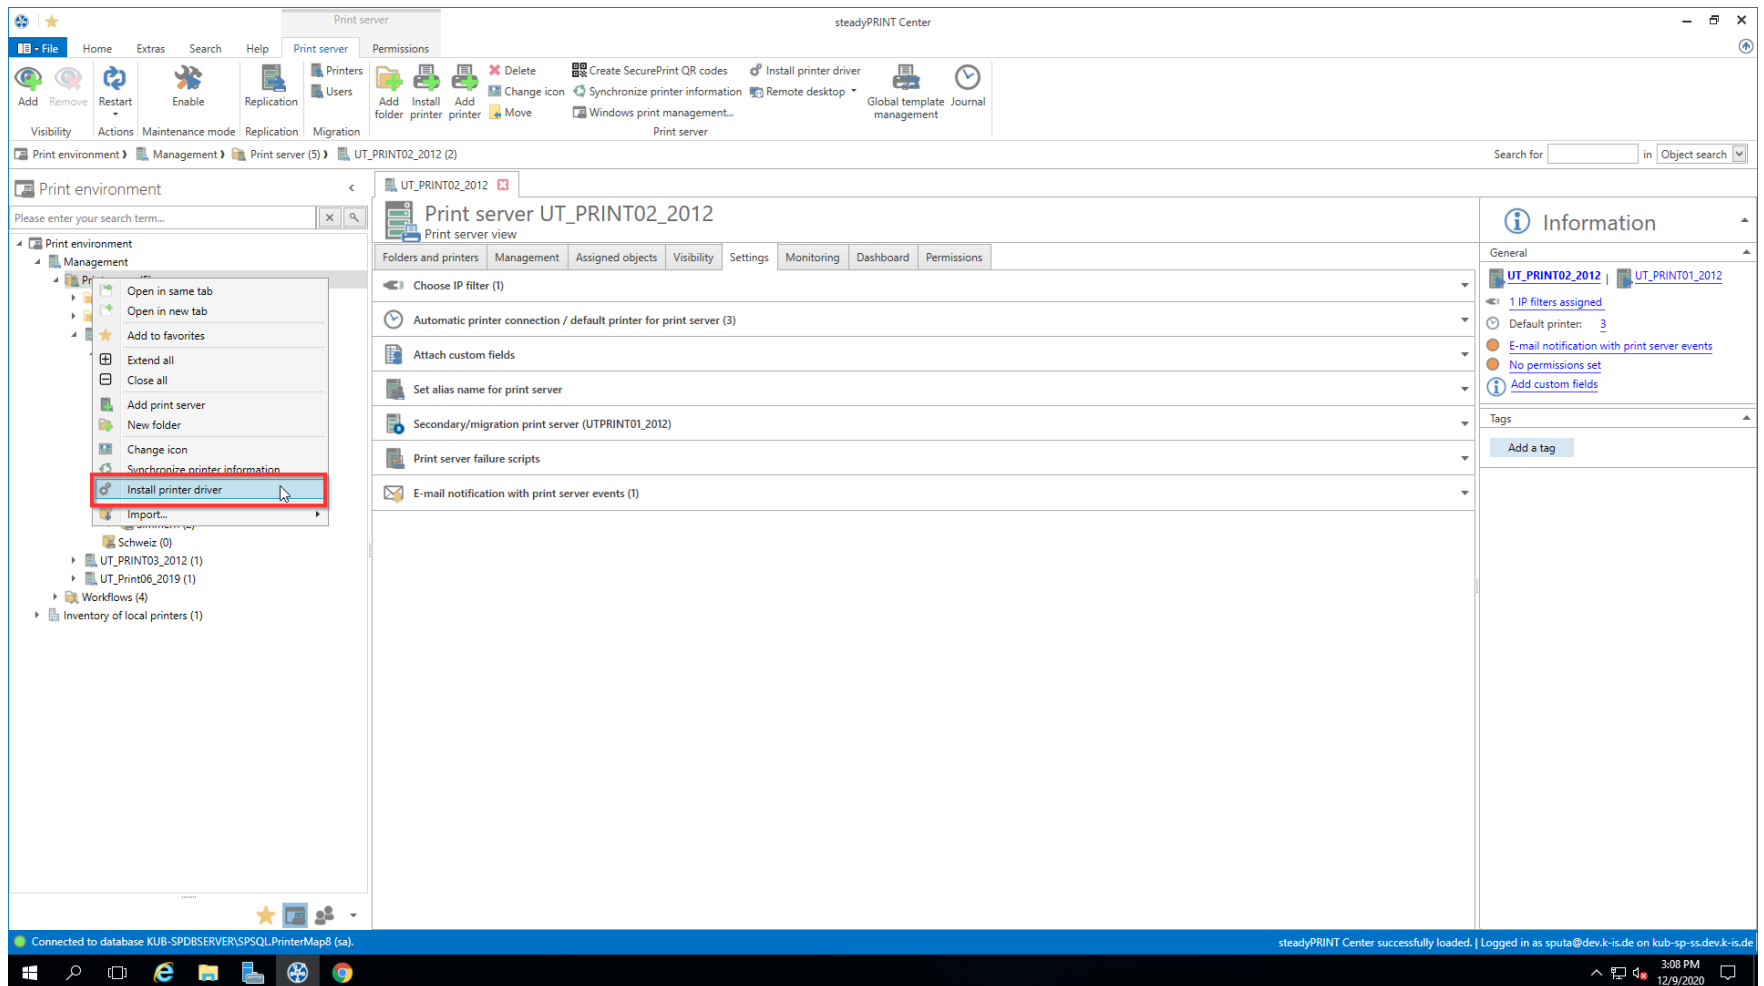 Print server
steadyPRINT Center
File Home Extras Search Help Print server Permissions
Add Remove Restart Enable Replication Printers Users
Add folder Install printer Add printer
Delete Create SecurePrint QR codes Install printer driver
Change icon Synchronize printer information Remote desktop
Move Windows print management...
Global template management Journal
Visibility Actions Maintenance mode Replication Migration Print server
Print environment Management Print server (5) UT_PRINT02_2012 (2)
Search for in Object search
Print environment
Please enter your search term...
Print environment
Management
Open in same tab
Open in new tab
Add to favorites
Extend all
Close all
Add print server
New folder
Change icon
Synchronize printer information
Install printer driver
Import...
Schweiz (0)
UT_PRINT03_2012 (1)
UT_Print06_2019 (1)
Workflows (4)
Inventory of local printers (1)
UT_PRINT02_2012
Print server UT_PRINT02_2012
Print server view
Folders and printers Management Assigned objects Visibility Settings Monitoring Dashboard Permissions
Choose IP filter (1)
Automatic printer connection / default printer for print server (3)
Attach custom fields
Set alias name for print server
Secondary/migration print server (UTPRINT01_2012)
Print server failure scripts
E-mail notification with print server events (1)
Information
General
UT_PRINT02_2012 | UT_PRINT01_2012
1 IP filters assigned
Default printer: 3
E-mail notification with print server events
No permissions set
Add custom fields
Tags
Add a tag
Connected to database KUB-SPDBSERVER\SPSQL.PrinterMap8 (sa).
steadyPRINT Center successfully loaded. | Logged in as sputa@dev.k-is.de on kub-sp-ss.dev.k-is.de
3:08 PM
12/9/2020